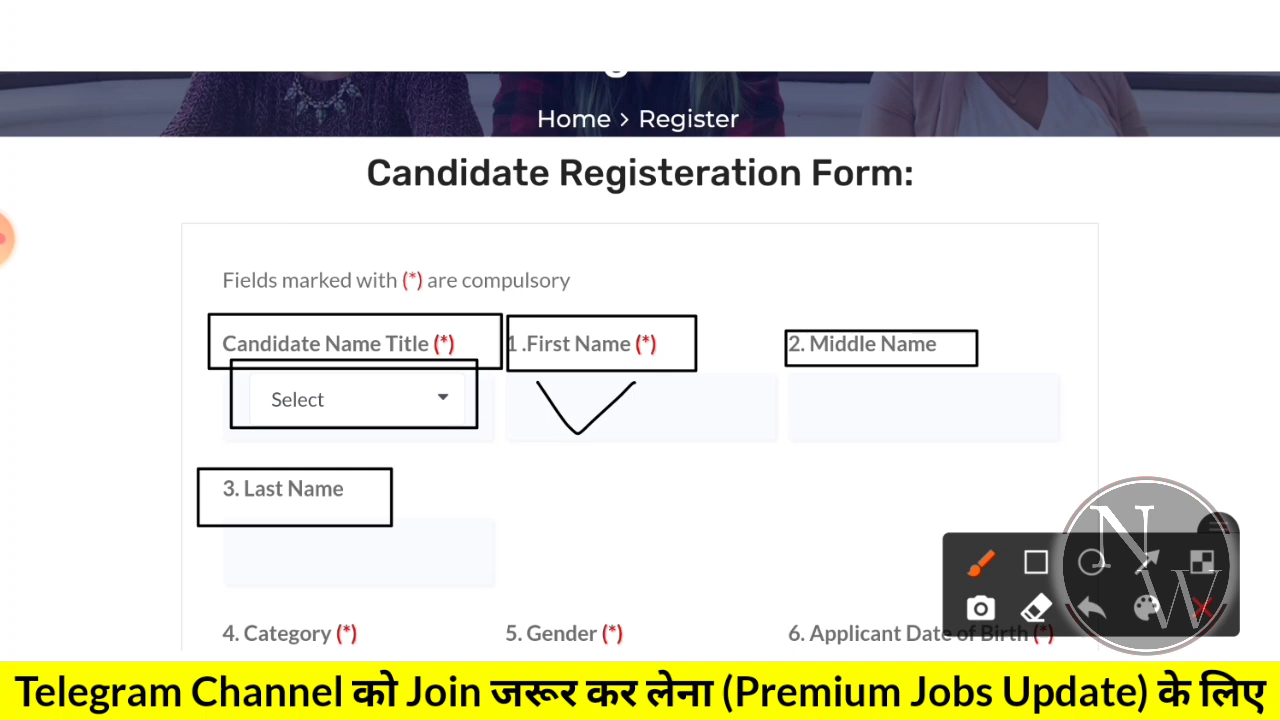 Home > Register
Candidate Registeration Form:
Fields marked with (*) are compulsory
Candidate Name Title (*)
1 .First Name (*)
2. Middle Name
Select
3. Last Name
4. Category (*)
5. Gender (*)
6. Applicant Date of Birth (*)
NW
Telegram Channel को Join जरूर कर लेना (Premium Jobs Update) के लिए